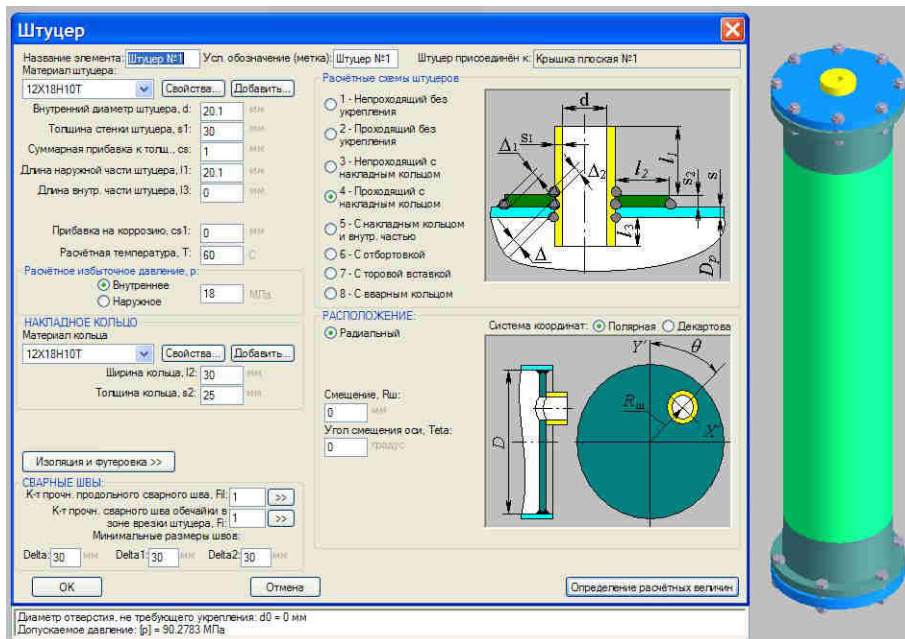 Штуцер
Название элемента: Штуцер №1 Усл. обозначение (метка): Штуцер №1 Штуцер присоединён к: Крышка плоская №1
Материал штуцера:
12Х18Н10Т Свойства... Добавить...
Внутренний диаметр штуцера, d: 20.1 мм
Толщина стенки штуцера, s1: 30 мм
Суммарная прибавка к толщ., cs: 1 мм
Длина наружной части штуцера, l1: 20.1 мм
Длина внутр. части штуцера, l3: 0 мм
Прибавка на коррозию, cs1: 0 мм
Расчётная температура, T: 60 C
Расчётное избыточное давление, p:
Внутреннее
Наружное
18 МПа
НАКЛАДНОЕ КОЛЬЦО
Материал кольца
12Х18Н10Т Свойства... Добавить...
Ширина кольца, l2: 30 мм
Толщина кольца, s2: 25 мм
Изоляция и футеровка >>
СВАРНЫЕ ШВЫ:
К-т прочн. продольного сварного шва, Fil: 1 >>
К-т прочн. сварного шва обечайки в
зоне врезки штуцера, Fi: 1 >>
Минимальные размеры швов:
Delta: 30 мм Delta1: 30 мм Delta2: 30 мм
Расчётные схемы штуцеров
1 - Непроходящий без
укрепления
2 - Проходящий без
укрепления
3 - Непроходящий с
накладным кольцом
4 - Проходящий с
накладным кольцом
5 - С накладным кольцом
и внутр. частью
6 - С отбортовкой
7 - С торовой вставкой
8 - С вварным кольцом
d
s1
Δ1
Δ2
l1
l2
s2
s
l3
Δ
Dp
РАСПОЛОЖЕНИЕ:
Радиальный
Система координат: Полярная Декартова
Смещение, Rш:
0 мм
Угол смещения оси, Teta:
0 градус
Y'
θ
Rш
X'
D
OK Отмена Определение расчётных величин
Диаметр отверстия, не требующего укрепления: d0 = 0 мм
Допускаемое давление: [p] = 90.2783 МПа